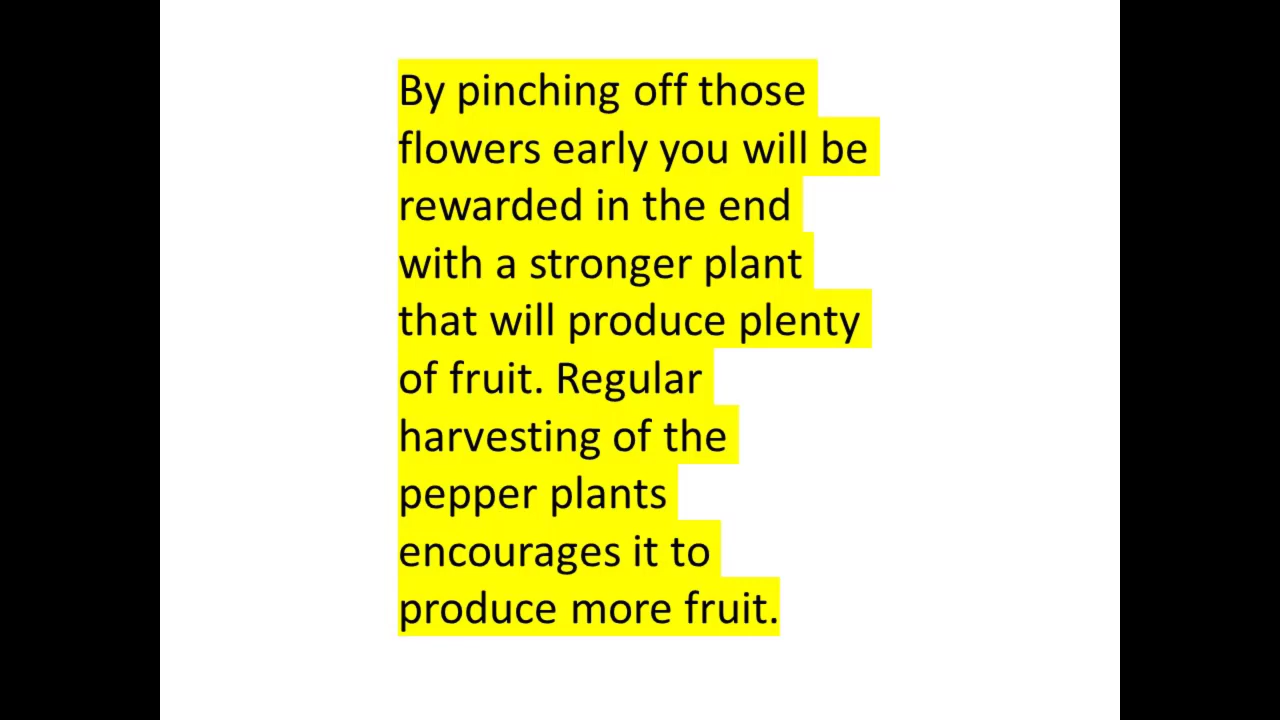 By pinching off those
flowers early you will be
rewarded in the end
with a stronger plant
that will produce plenty
of fruit. Regular
harvesting of the
pepper plants
encourages it to
produce more fruit.